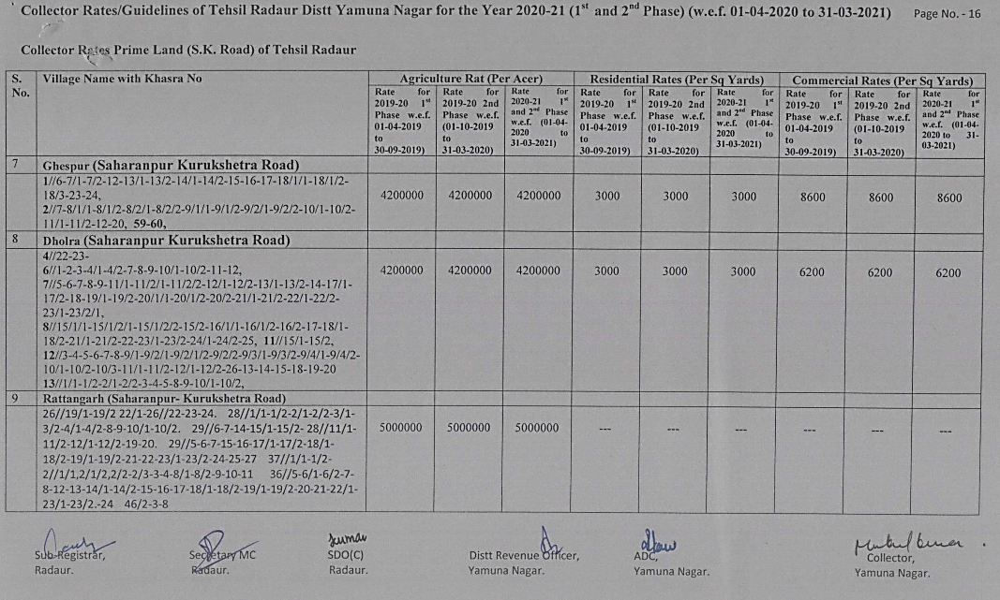 Collector Rates/Guidelines of Tehsil Radaur Distt Yamuna Nagar for the Year 2020-21 (1st and 2nd Phase) (w.e.f. 01-04-2020 to 31-03-2021) Page No. - 16
Collector Rates Prime Land (S.K. Road) of Tehsil Radaur
S. No. Village Name with Khasra No Agriculture Rat (Per Acer) Residential Rates (Per Sq Yards) Commercial Rates (Per Sq Yards)
Rate for 2019-20 1st Phase w.e.f. 01-04-2019 to 30-09-2019)
Rate for 2019-20 2nd Phase w.e.f. (01-10-2019 to 31-03-2020)
Rate for 2020-21 1st and 2nd Phase w.e.f. (01-04-2020 to 31-03-2021)
Rate for 2019-20 1st Phase w.e.f. 01-04-2019 to 30-09-2019)
Rate for 2019-20 2nd Phase w.e.f. (01-10-2019 to 31-03-2020)
Rate for 2020-21 1st and 2nd Phase w.e.f. (01-04-2020 to 31-03-2021)
Rate for 2019-20 1st Phase w.e.f. 01-04-2019 to 30-09-2019)
Rate for 2019-20 2nd Phase w.e.f. (01-10-2019 to 31-03-2020)
Rate for 2020-21 1st and 2nd Phase w.e.f. (01-04-2020 to 31-03-2021)
7 Ghespur (Saharanpur Kurukshetra Road)
1//6-7/1-7/2-12-13/1-13/2-14/1-14/2-15-16-17-18/1/1-18/1/2-
18/3-23-24,
2//7-8/1/1-8/1/2-8/2/1-8/2/2-9/1/1-9/1/2-9/2/1-9/2/2-10/1-10/2-
11/1-11/2-12-20, 59-60,
4200000 4200000 4200000 3000 3000 3000 8600 8600 8600
8 Dholra (Saharanpur Kurukshetra Road)
4//22-23-
6//1-2-3-4/1-4/2-7-8-9-10/1-10/2-11-12,
7//5-6-7-8-9-11/1-11/2/1-11/2/2-12/1-12/2-13/1-13/2-14-17/1-
17/2-18-19/1-19/2-20/1/1-20/1/2-20/2-21/1-21/2-22/1-22/2-
23/1-23/2/1,
8//15/1/1-15/1/2/1-15/1/2/2-15/2-16/1/1-16/1/2-16/2-17-18/1-
18/2-21/1-21/2-22-23/1-23/2-24/1-24/2-25, 11//15/1-15/2,
12//3-4-5-6-7-8-9/1-9/2/1-9/2/1/2-9/2/2-9/3/1-9/3/2-9/4/1-9/4/2-
10/1-10/2-10/3-11/1-11/2-12/1-12/2-26-13-14-15-18-19-20
13//1/1-1/2-2/1-2/2-3-4-5-8-9-10/1-10/2,
4200000 4200000 4200000 3000 3000 3000 6200 6200 6200
9 Rattangarh (Saharanpur- Kurukshetra Road)
26//19/1-19/2 22/1-26//22-23-24. 28//1/1-1/2-2/1-2/2-3/1-
3/2-4/1-4/2-8-9-10/1-10/2. 29//6-7-14-15/1-15/2- 28//11/1-
11/2-12/1-12/2-19-20. 29//5-6-7-15-16-17/1-17/2-18/1-
18/2-19/1-19/2-21-22-23/1-23/2-24-25-27 37//1/1-1/2-
2//1/1,2/1/2,2/2-2/3-3-4-8/1-8/2-9-10-11 36//5-6/1-6/2-7-
8-12-13-14/1-14/2-15-16-17-18/1-18/2-19/1-19/2-20-21-22/1-
23/1-23/2.-24 46/2-3-8
5000000 5000000 5000000 --- --- --- --- --- ---
Sub-Registrar, Secretary MC SDO(C) Distt Revenue Officer, ADC, Collector,
Radaur. Radaur. Radaur. Yamuna Nagar. Yamuna Nagar. Yamuna Nagar.